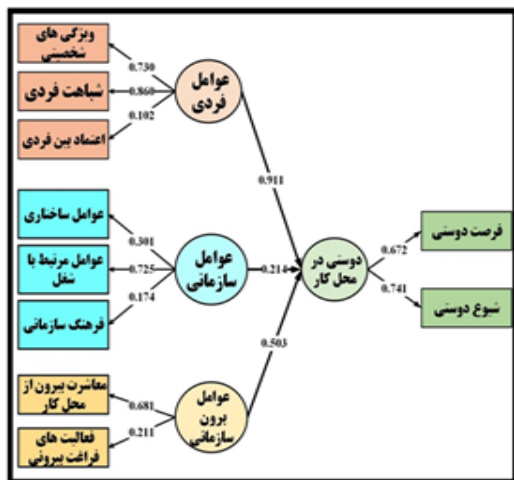 ویژگی های
شخصیتی
شباهت فردی
اعتماد بین فردی
0.730
0.860
0.102
عوامل
فردی
0.911
عوامل ساختاری
عوامل مرتبط با
شغل
فرهنگ سازمانی
0.301
0.725
0.174
عوامل
سازمانی
0.214
دوستی در
محل کار
0.672
0.741
فرصت دوستی
شیوع دوستی
0.503
معاشرت بیرون از
محل کار
فعالیت های
فراغت بیرونی
0.681
0.211
عوامل
برون
سازمانی